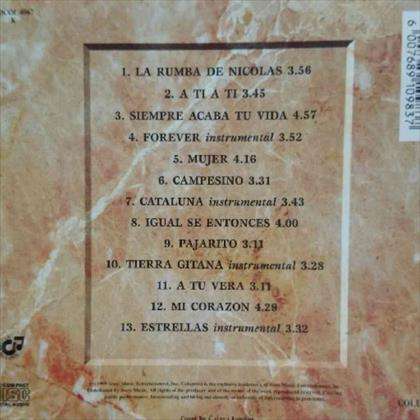 1. LA RUMBA DE NICOLAS 3.56
2. A TI A TI 3.45
3. SIEMPRE ACABA TU VIDA 4.57
4. FOREVER instrumental 3.52
5. MUJER 4.16
6. CAMPESINO 3.31
7. CATALUNA instrumental 3.43
8. IGUAL SE ENTONCES 4.00
9. PAJARITO 3.11
10. TIERRA GITANA instrumental 3.28
11. A TU VERA 3.11
12. MI CORAZON 4.29
13. ESTRELLAS instrumental 3.32
COMPACT
DIGITAL AUDIO